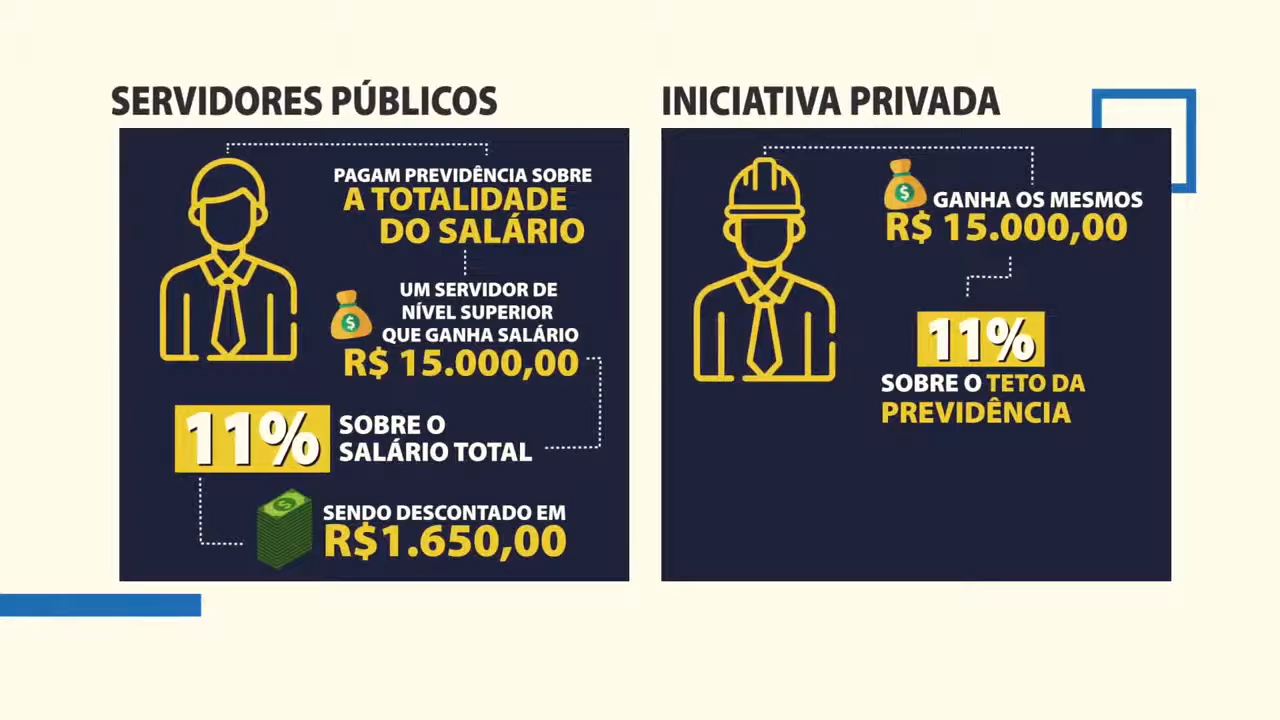 SERVIDORES PÚBLICOS
PAGAM PREVIDÊNCIA SOBRE
A TOTALIDADE
DO SALÁRIO
$
UM SERVIDOR DE
NÍVEL SUPERIOR
QUE GANHA SALÁRIO
R$ 15.000,00
11%
SOBRE O
SALÁRIO TOTAL
$
SENDO DESCONTADO EM
R$1.650,00
INICIATIVA PRIVADA
$
GANHA OS MESMOS
R$ 15.000,00
11%
SOBRE O TETO DA
PREVIDÊNCIA